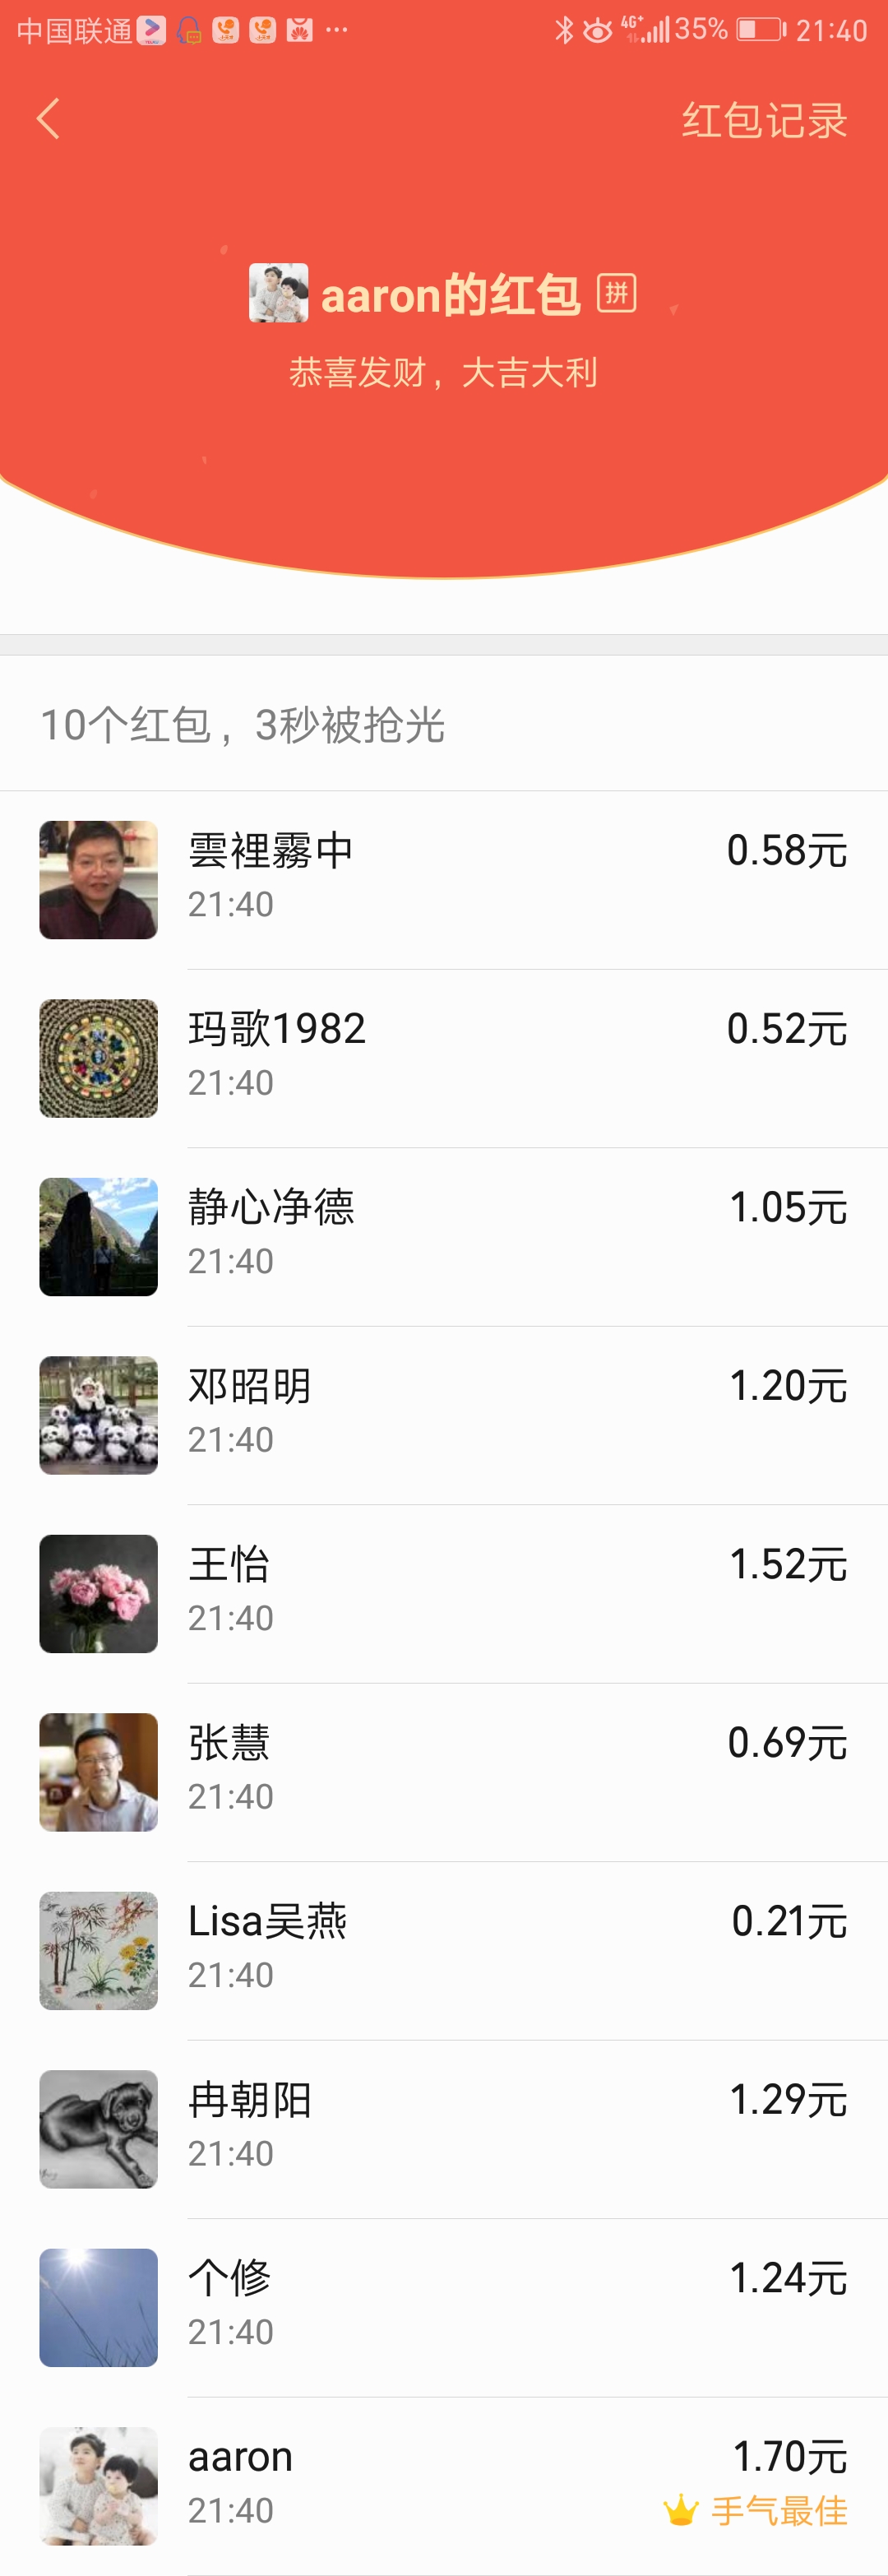 中国联通 4G+ 35% 21:40
红包记录
aaron的红包 拼
恭喜发财，大吉大利
10个红包，3秒被抢光
雲裡霧中 0.58元
21:40
玛歌1982 0.52元
21:40
静心净德 1.05元
21:40
邓昭明 1.20元
21:40
王怡 1.52元
21:40
张慧 0.69元
21:40
Lisa吴燕 0.21元
21:40
冉朝阳 1.29元
21:40
个修 1.24元
21:40
aaron 1.70元
21:40 手气最佳